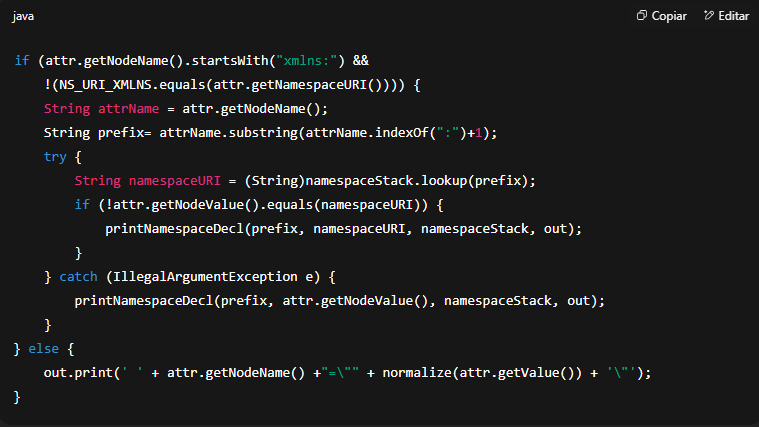 java
Copiar
Editar
if (attr.getNodeName().startsWith("xmlns:") &&
!(NS_URI_XMLNS.equals(attr.getNamespaceURI()))) {
String attrName = attr.getNodeName();
String prefix= attrName.substring(attrName.indexOf(":")+1);
try {
String namespaceURI = (String)namespaceStack.lookup(prefix);
if (!attr.getNodeValue().equals(namespaceURI)) {
printNamespaceDecl(prefix, namespaceURI, namespaceStack, out);
}
} catch (IllegalArgumentException e) {
printNamespaceDecl(prefix, attr.getNodeValue(), namespaceStack, out);
}
} else {
out.print(' ' + attr.getNodeName() +"=\"" + normalize(attr.getValue()) + '\"');
}